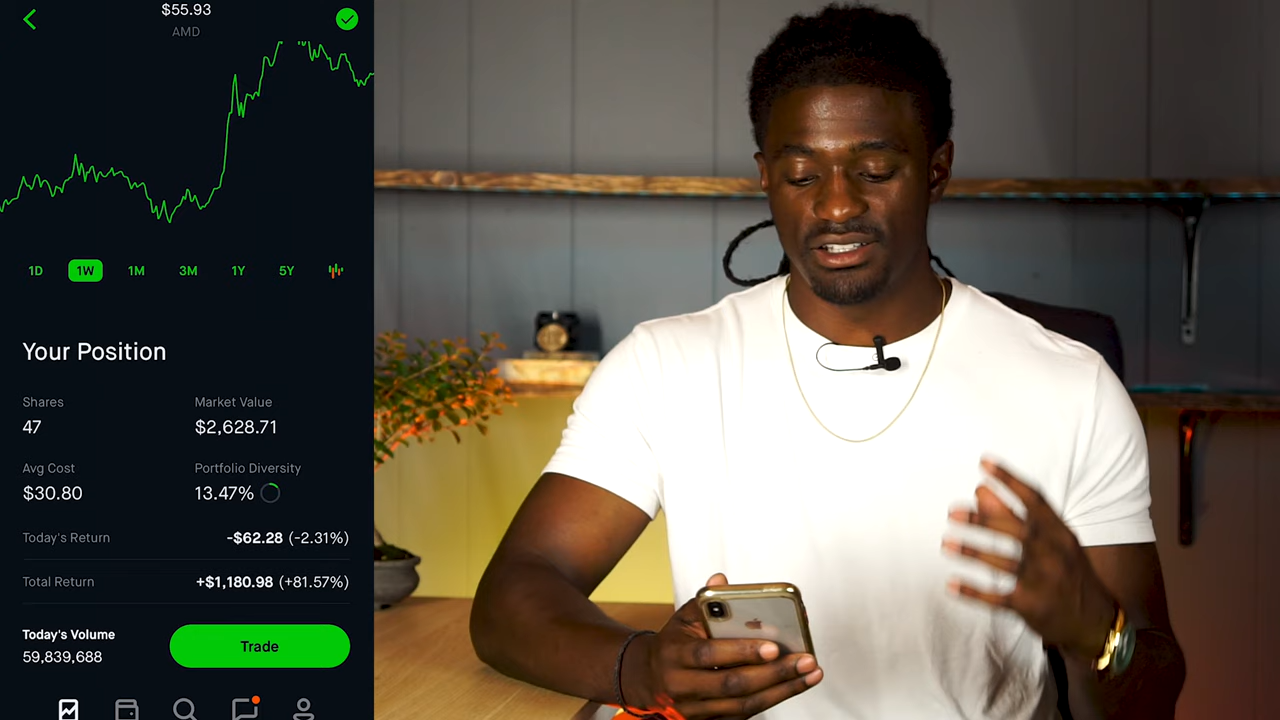 $55.93
AMD
1D 1W 1M 3M 1Y 5Y
Your Position
Shares Market Value
47 $2,628.71
Avg Cost Portfolio Diversity
$30.80 13.47%
Today's Return -$62.28 (-2.31%)
Total Return +$1,180.98 (+81.57%)
Today's Volume
59,839,688
Trade